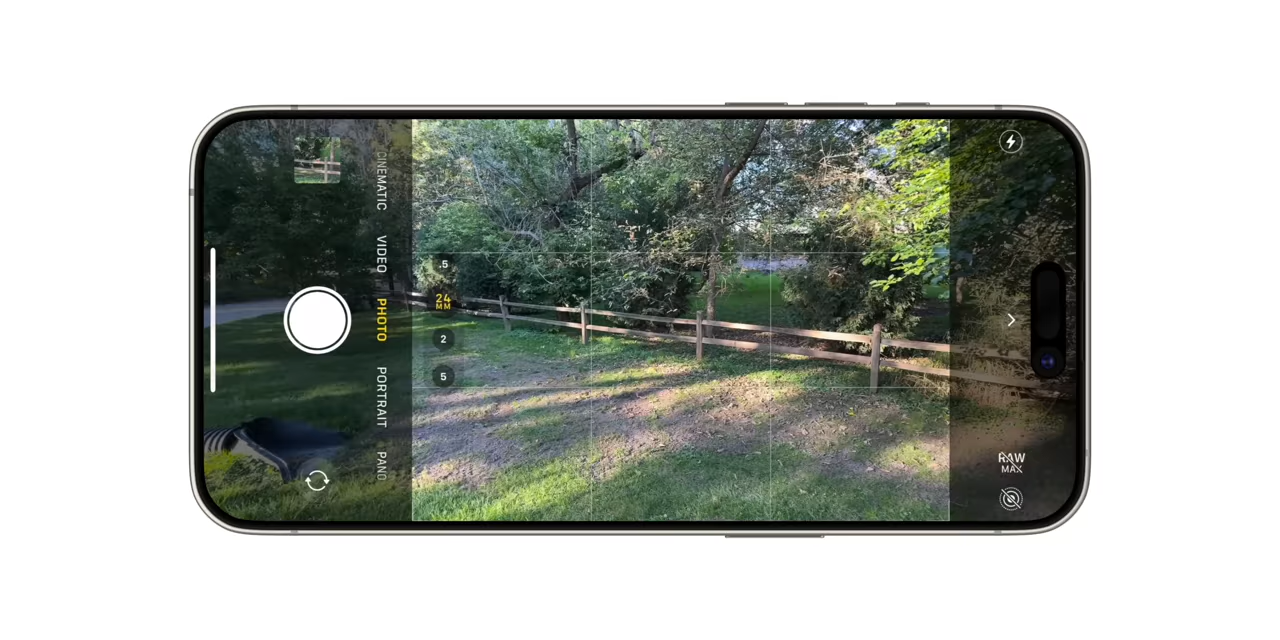 CINEMATIC
VIDEO
PHOTO
PORTRAIT
PANO
.5
24
MM
2
5
RAW
MAX